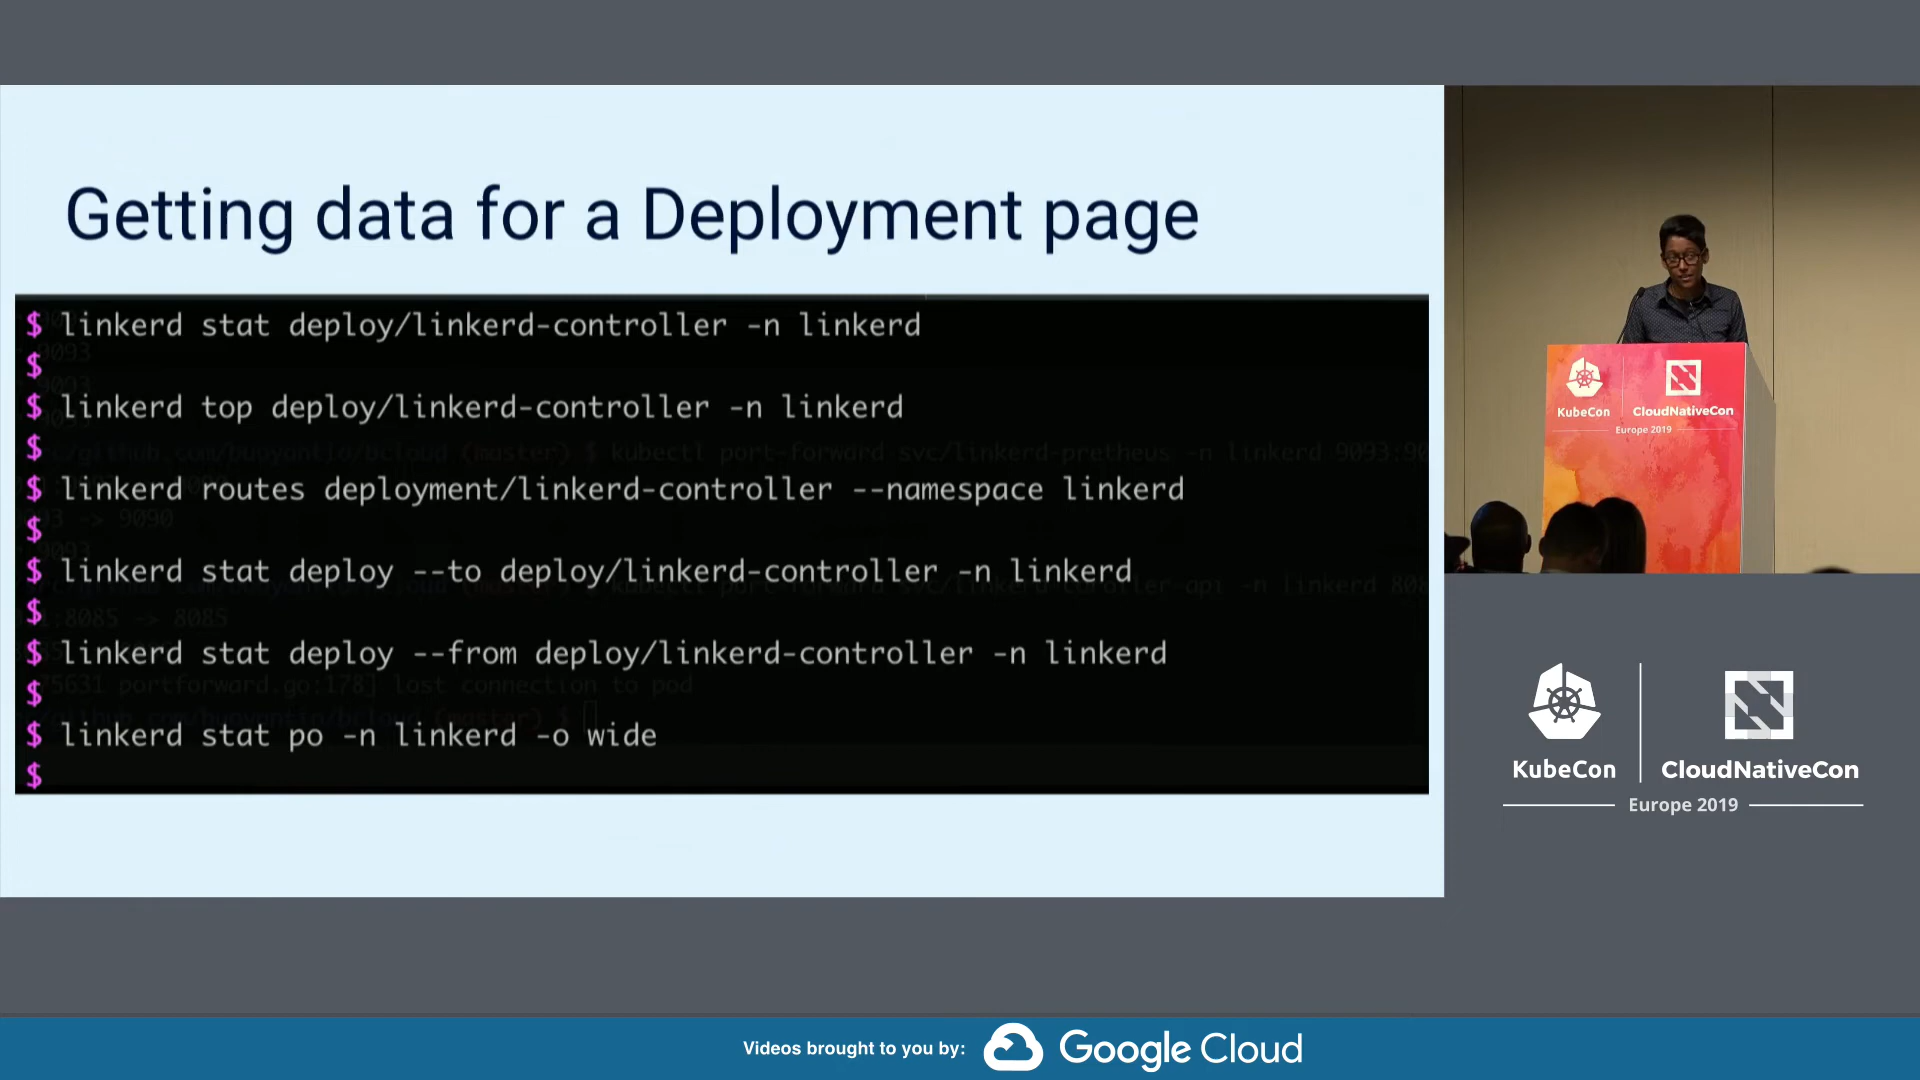 Getting data for a Deployment page
$ linkerd stat deploy/linkerd-controller -n linkerd
$
$ linkerd top deploy/linkerd-controller -n linkerd
$
$ linkerd routes deployment/linkerd-controller --namespace linkerd
$
$ linkerd stat deploy --to deploy/linkerd-controller -n linkerd
$
$ linkerd stat deploy --from deploy/linkerd-controller -n linkerd
$
$ linkerd stat po -n linkerd -o wide
$
KubeCon CloudNativeCon
Europe 2019
KubeCon CloudNativeCon
Europe 2019
Videos brought to you by: Google Cloud